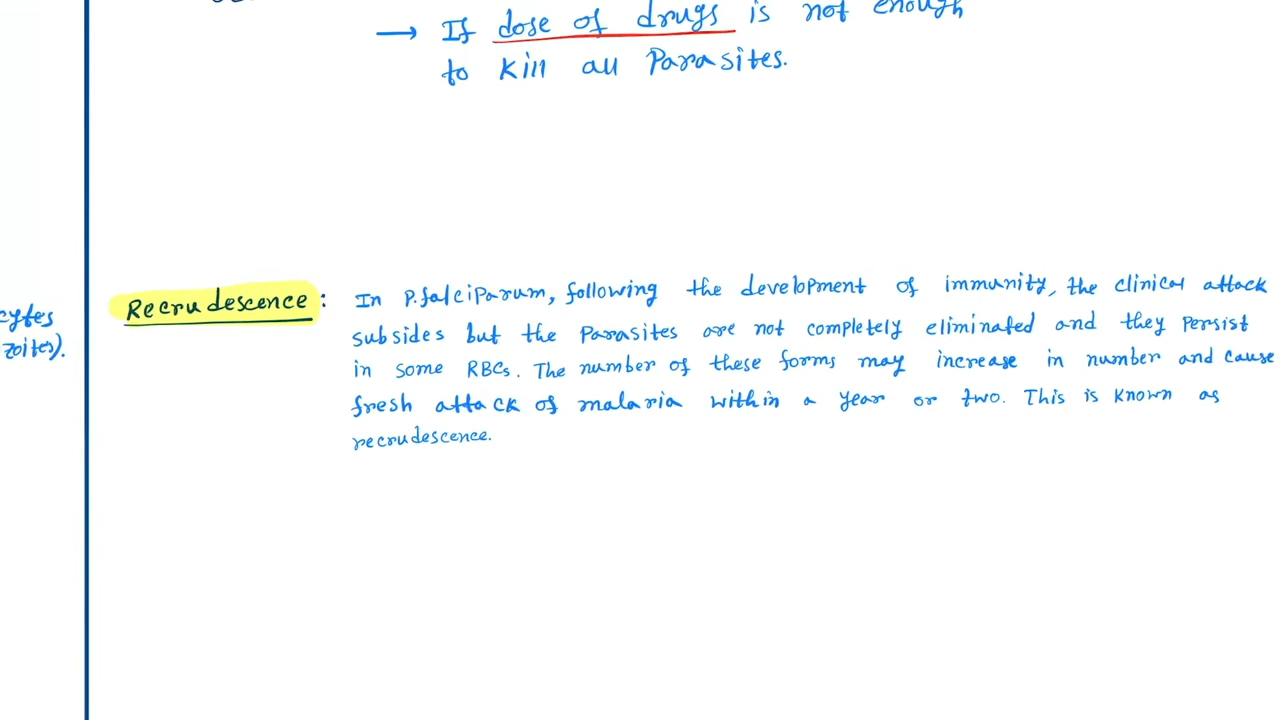 → If dose of drugs is not enough
to kill all Parasites.
cytes
zoites).
Recrudescence : In P.falciparum, following the development of immunity, the clinical attack
subsides but the Parasites are not completely eliminated and they persist
in some RBCs. The number of these forms may increase in number and cause
fresh attack of malaria within a year or two. This is known as
recrudescence.